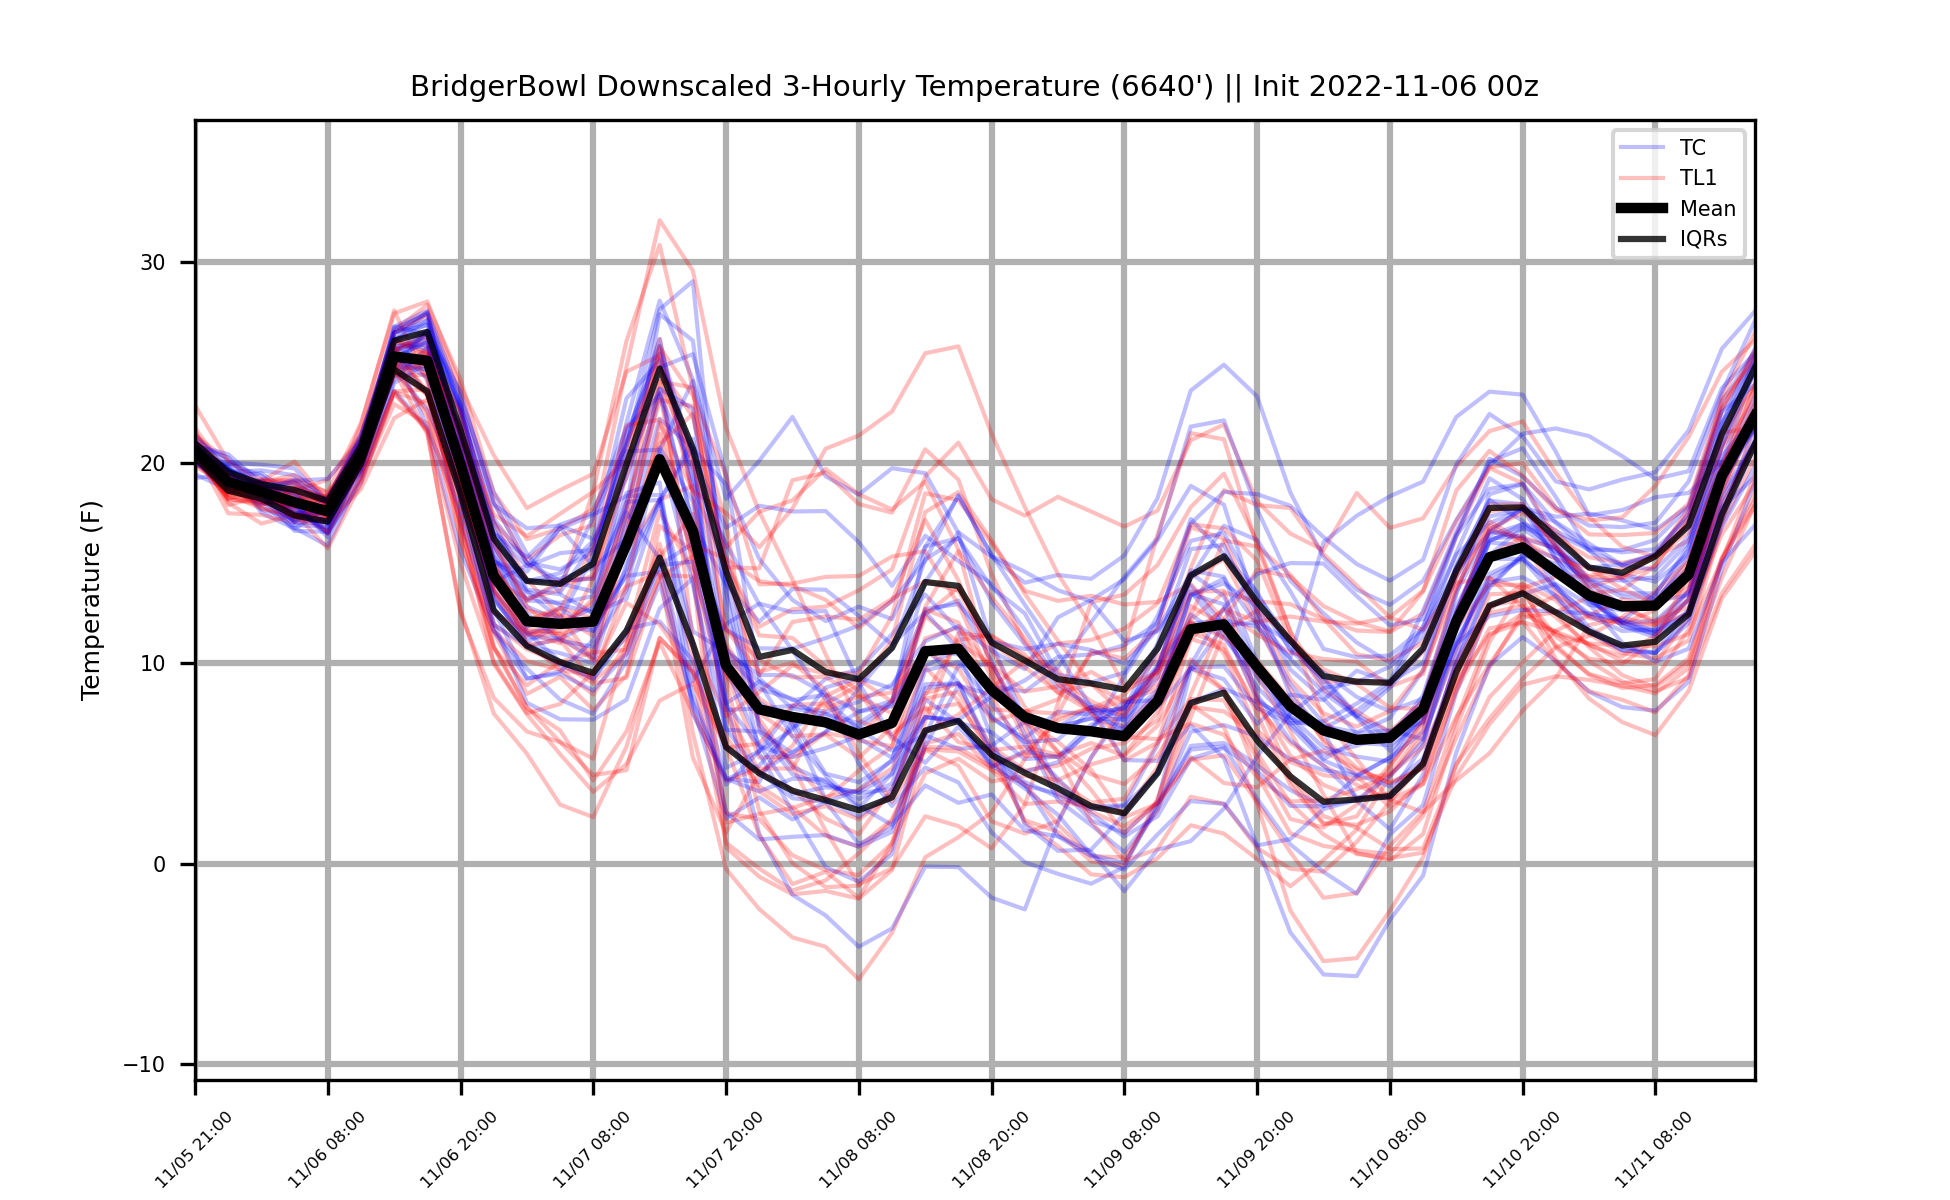 BridgerBowl Downscaled 3-Hourly Temperature (6640') || Init 2022-11-06 00z
TC
TL1
Mean
IQRs
Temperature (F)
30
20
10
0
−10
11/05 21:00
11/06 08:00
11/06 20:00
11/07 08:00
11/07 20:00
11/08 08:00
11/08 20:00
11/09 08:00
11/09 20:00
11/10 08:00
11/10 20:00
11/11 08:00